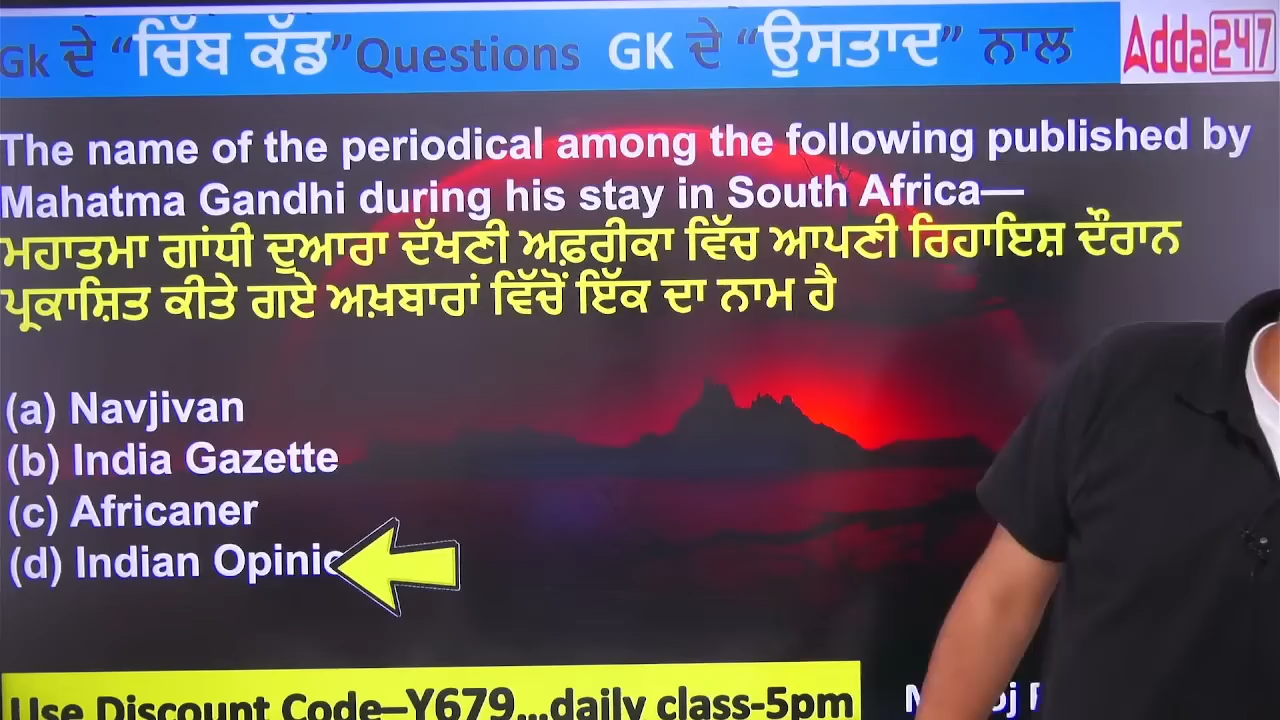 Gk ਦੇ “ਚਿੱਬ ਕੱਡ”Questions GK ਦੇ “ਉਸਤਾਦ” ਨਾਲ
Adda247
The name of the periodical among the following published by
Mahatma Gandhi during his stay in South Africa—
ਮਹਾਤਮਾ ਗਾਂਧੀ ਦੁਆਰਾ ਦੱਖਣੀ ਅਫ਼ਰੀਕਾ ਵਿੱਚ ਆਪਣੀ ਰਿਹਾਇਸ਼ ਦੌਰਾਨ
ਪ੍ਰਕਾਸ਼ਿਤ ਕੀਤੇ ਗਏ ਅਖ਼ਬਾਰਾਂ ਵਿੱਚੋਂ ਇੱਕ ਦਾ ਨਾਮ ਹੈ
(a) Navjivan
(b) India Gazette
(c) Africaner
(d) Indian Opinio
Use Discount Code–Y679...daily class-5pm